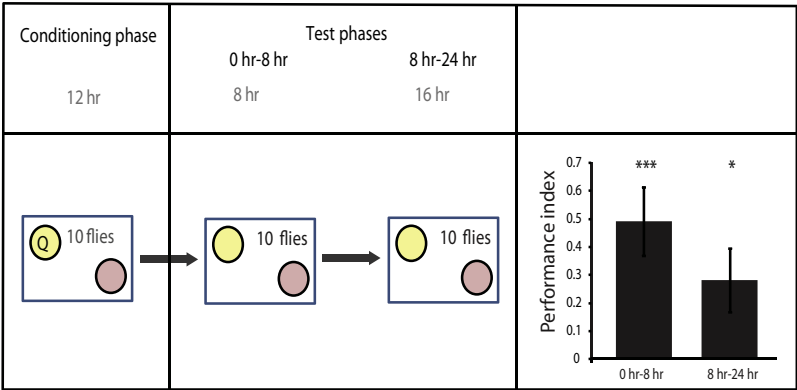 Conditioning phase
12 hr
Test phases
0 hr-8 hr
8 hr-24 hr
8 hr
16 hr
Q
10 flies
10 flies
10 flies
Performance index
0.7
0.6
0.5
0.4
0.3
0.2
0.1
0
***
*
0 hr-8 hr
8 hr-24 hr